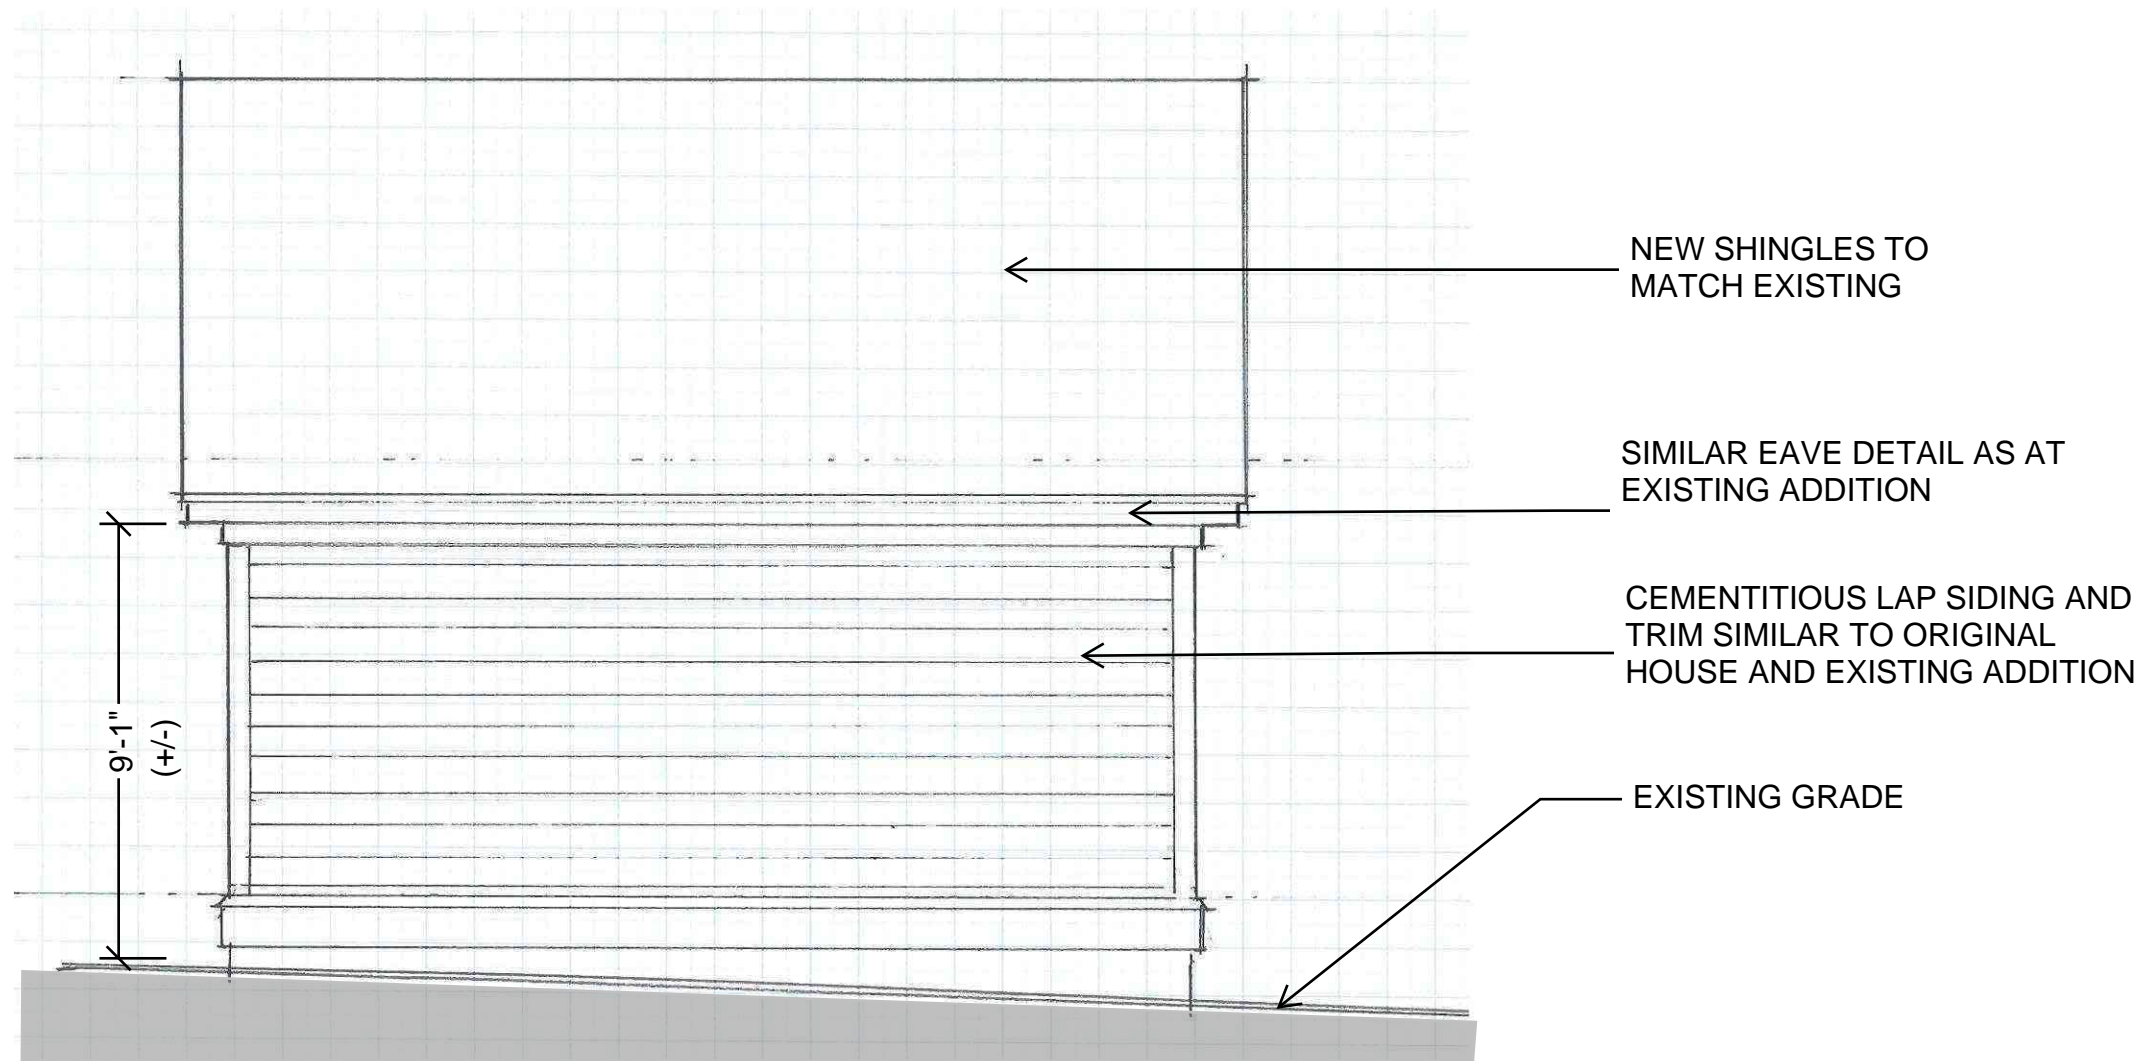 NEW SHINGLES TO
MATCH EXISTING
SIMILAR EAVE DETAIL AS AT
EXISTING ADDITION
CEMENTITIOUS LAP SIDING AND
TRIM SIMILAR TO ORIGINAL
HOUSE AND EXISTING ADDITION
9'-1"
(+/-)
EXISTING GRADE